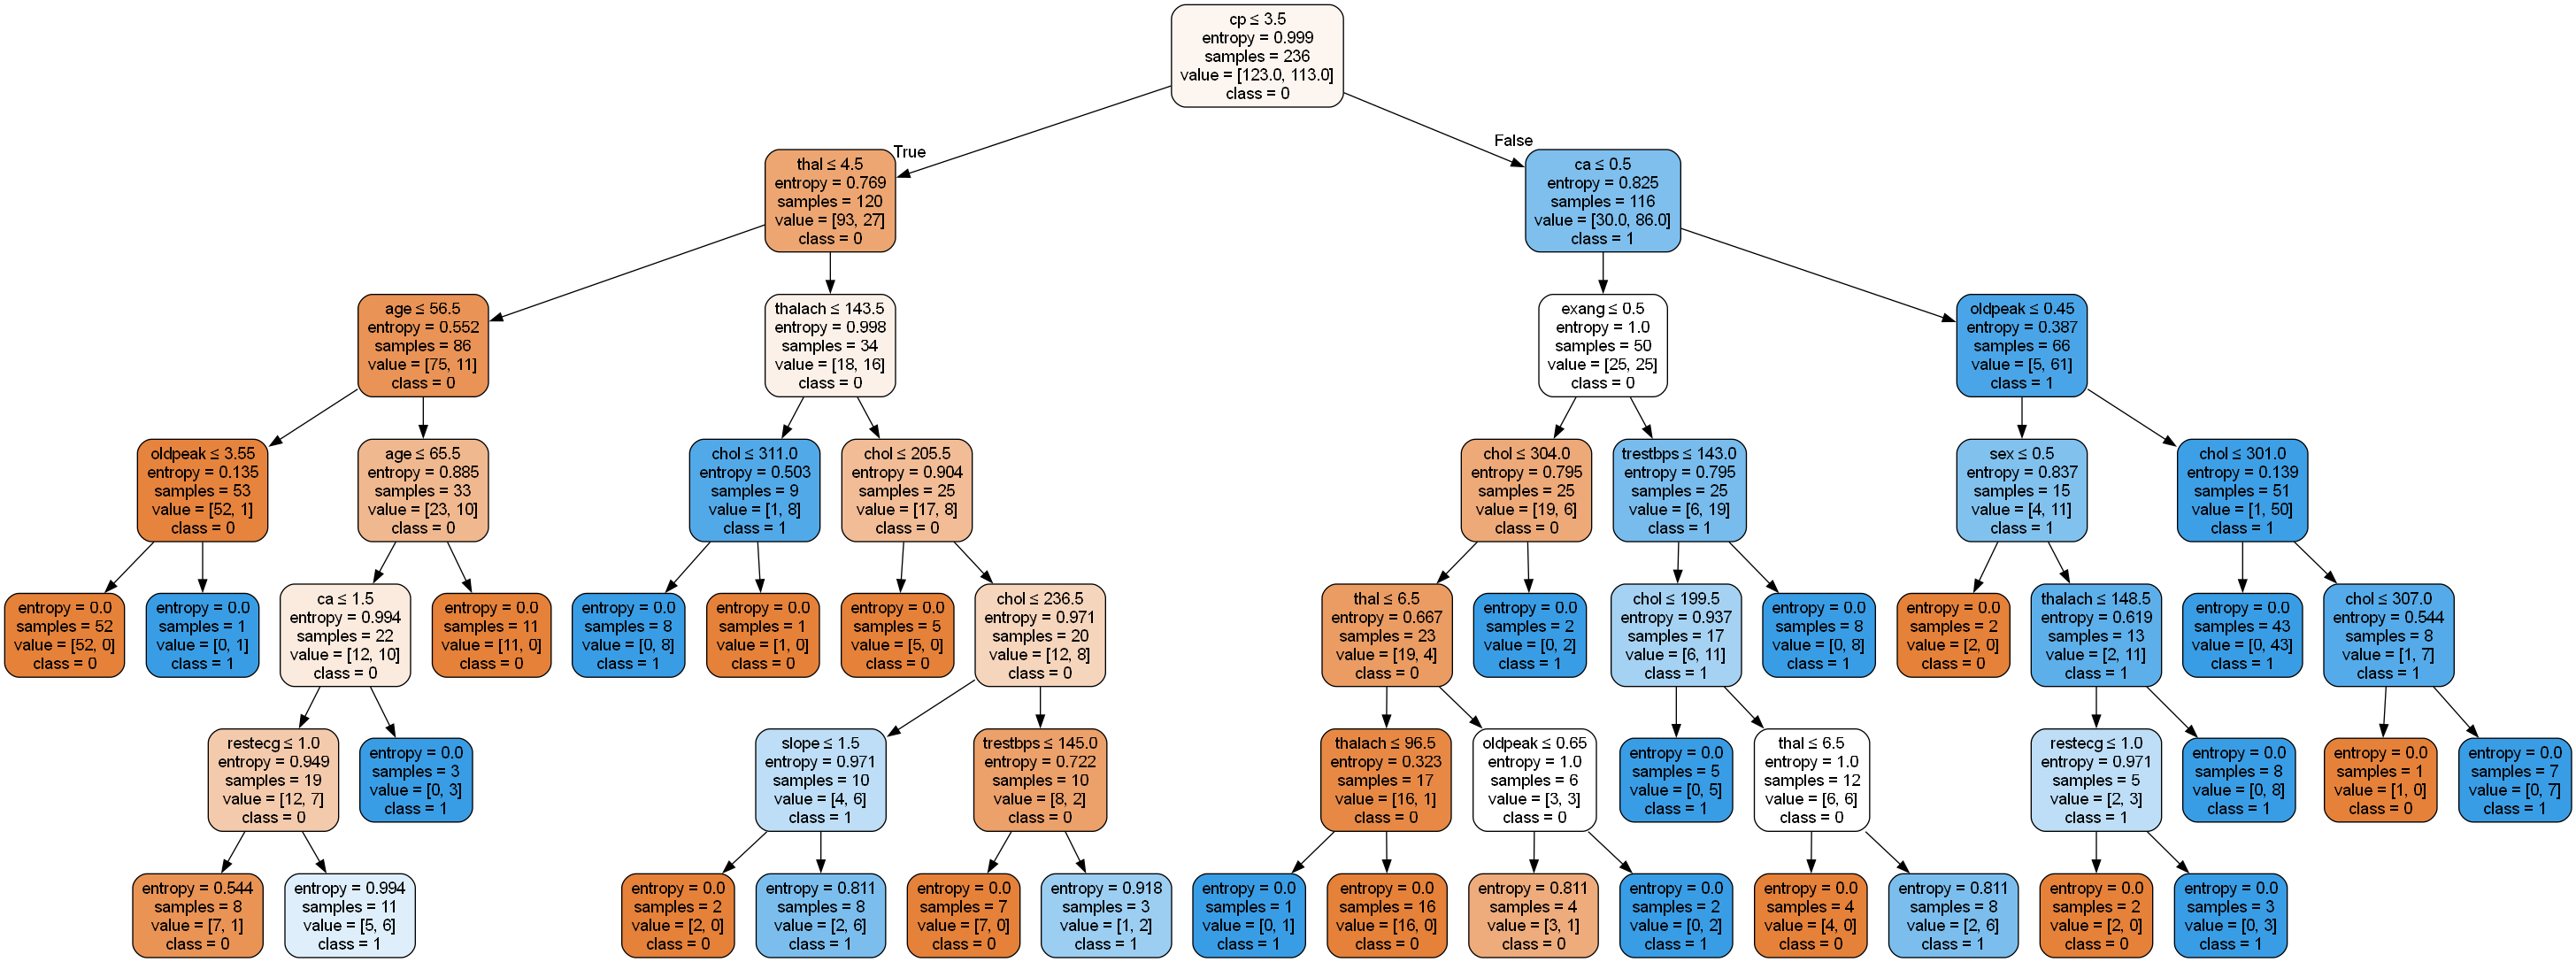 cp ≤ 3.5
entropy = 0.999
samples = 236
value = [123.0, 113.0]
class = 0
True
False
thal ≤ 4.5
entropy = 0.769
samples = 120
value = [93, 27]
class = 0
ca ≤ 0.5
entropy = 0.825
samples = 116
value = [30.0, 86.0]
class = 1
age ≤ 56.5
entropy = 0.552
samples = 86
value = [75, 11]
class = 0
thalach ≤ 143.5
entropy = 0.998
samples = 34
value = [18, 16]
class = 0
exang ≤ 0.5
entropy = 1.0
samples = 50
value = [25, 25]
class = 0
oldpeak ≤ 0.45
entropy = 0.387
samples = 66
value = [5, 61]
class = 1
oldpeak ≤ 3.55
entropy = 0.135
samples = 53
value = [52, 1]
class = 0
age ≤ 65.5
entropy = 0.885
samples = 33
value = [23, 10]
class = 0
chol ≤ 311.0
entropy = 0.503
samples = 9
value = [1, 8]
class = 1
chol ≤ 205.5
entropy = 0.904
samples = 25
value = [17, 8]
class = 0
chol ≤ 304.0
entropy = 0.795
samples = 25
value = [19, 6]
class = 0
trestbps ≤ 143.0
entropy = 0.795
samples = 25
value = [6, 19]
class = 1
sex ≤ 0.5
entropy = 0.837
samples = 15
value = [4, 11]
class = 1
chol ≤ 301.0
entropy = 0.139
samples = 51
value = [1, 50]
class = 1
entropy = 0.0
samples = 52
value = [52, 0]
class = 0
entropy = 0.0
samples = 1
value = [0, 1]
class = 1
ca ≤ 1.5
entropy = 0.994
samples = 22
value = [12, 10]
class = 0
entropy = 0.0
samples = 11
value = [11, 0]
class = 0
entropy = 0.0
samples = 8
value = [0, 8]
class = 1
entropy = 0.0
samples = 1
value = [1, 0]
class = 0
entropy = 0.0
samples = 5
value = [5, 0]
class = 0
chol ≤ 236.5
entropy = 0.971
samples = 20
value = [12, 8]
class = 0
thal ≤ 6.5
entropy = 0.667
samples = 23
value = [19, 4]
class = 0
entropy = 0.0
samples = 2
value = [0, 2]
class = 1
chol ≤ 199.5
entropy = 0.937
samples = 17
value = [6, 11]
class = 1
entropy = 0.0
samples = 8
value = [0, 8]
class = 1
entropy = 0.0
samples = 2
value = [2, 0]
class = 0
thalach ≤ 148.5
entropy = 0.619
samples = 13
value = [2, 11]
class = 1
entropy = 0.0
samples = 43
value = [0, 43]
class = 1
chol ≤ 307.0
entropy = 0.544
samples = 8
value = [1, 7]
class = 1
restecg ≤ 1.0
entropy = 0.949
samples = 19
value = [12, 7]
class = 0
entropy = 0.0
samples = 3
value = [0, 3]
class = 1
slope ≤ 1.5
entropy = 0.971
samples = 10
value = [4, 6]
class = 1
trestbps ≤ 145.0
entropy = 0.722
samples = 10
value = [8, 2]
class = 0
thalach ≤ 96.5
entropy = 0.323
samples = 17
value = [16, 1]
class = 0
oldpeak ≤ 0.65
entropy = 1.0
samples = 6
value = [3, 3]
class = 0
entropy = 0.0
samples = 5
value = [0, 5]
class = 1
thal ≤ 6.5
entropy = 1.0
samples = 12
value = [6, 6]
class = 0
restecg ≤ 1.0
entropy = 0.971
samples = 5
value = [2, 3]
class = 1
entropy = 0.0
samples = 8
value = [0, 8]
class = 1
entropy = 0.0
samples = 1
value = [1, 0]
class = 0
entropy = 0.0
samples = 7
value = [0, 7]
class = 1
entropy = 0.544
samples = 8
value = [7, 1]
class = 0
entropy = 0.994
samples = 11
value = [5, 6]
class = 1
entropy = 0.0
samples = 2
value = [2, 0]
class = 0
entropy = 0.811
samples = 8
value = [2, 6]
class = 1
entropy = 0.0
samples = 7
value = [7, 0]
class = 0
entropy = 0.918
samples = 3
value = [1, 2]
class = 1
entropy = 0.0
samples = 1
value = [0, 1]
class = 1
entropy = 0.0
samples = 16
value = [16, 0]
class = 0
entropy = 0.811
samples = 4
value = [3, 1]
class = 0
entropy = 0.0
samples = 2
value = [0, 2]
class = 1
entropy = 0.0
samples = 4
value = [4, 0]
class = 0
entropy = 0.811
samples = 8
value = [2, 6]
class = 1
entropy = 0.0
samples = 2
value = [2, 0]
class = 0
entropy = 0.0
samples = 3
value = [0, 3]
class = 1